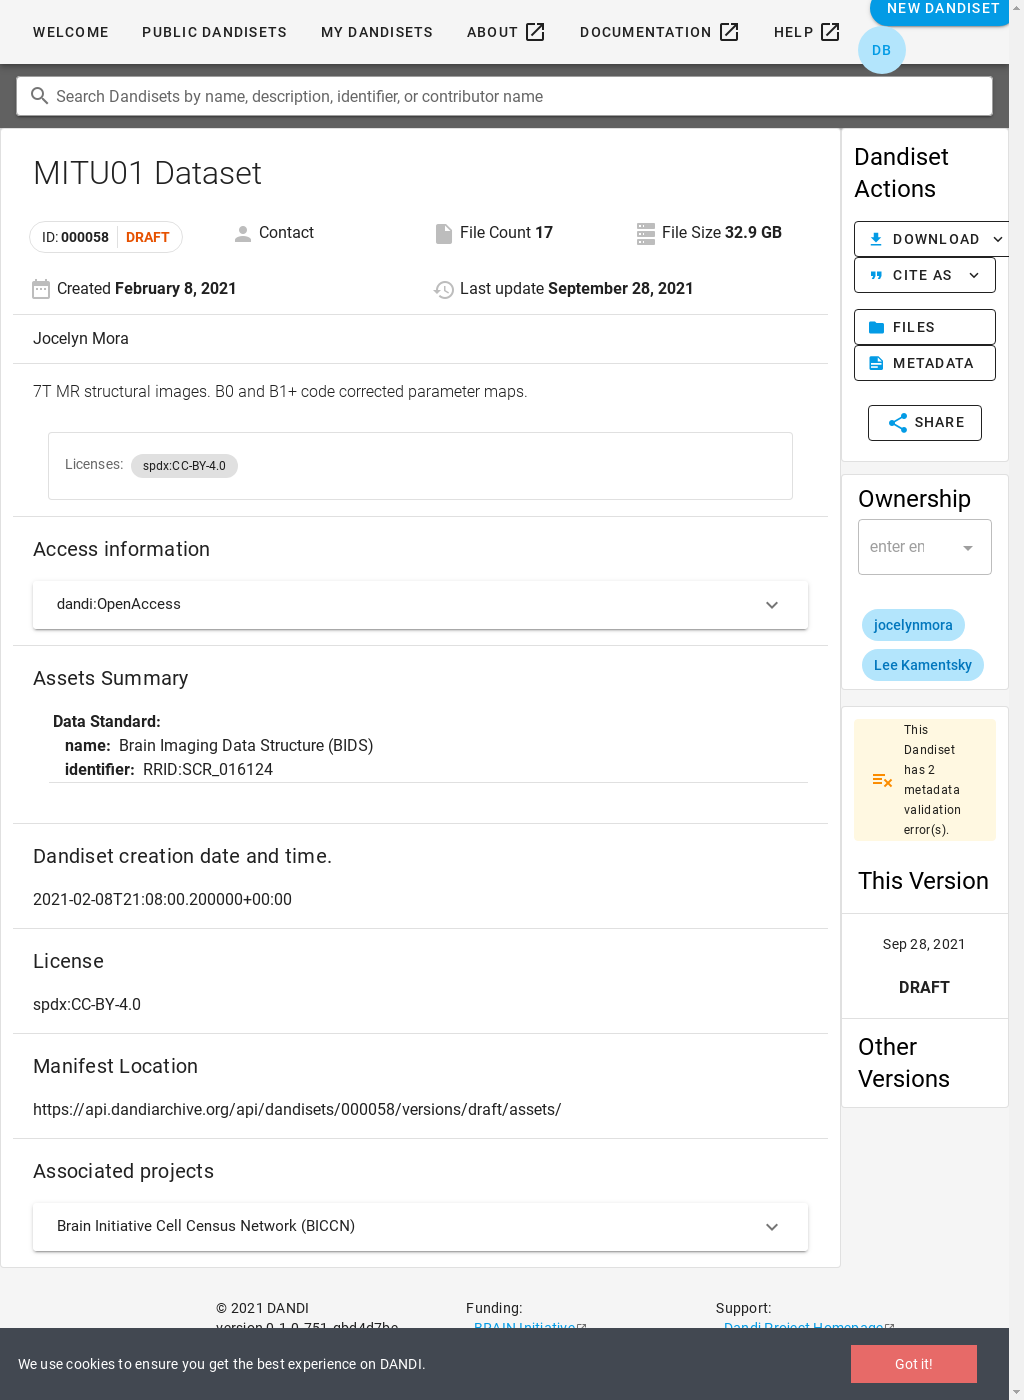 WELCOME PUBLIC DANDISETS MY DANDISETS ABOUT DOCUMENTATION HELP NEW DANDISET
DB
Search Dandisets by name, description, identifier, or contributor name
MITU01 Dataset
ID: 000058 DRAFT Contact File Count 17 File Size 32.9 GB
Created February 8, 2021 Last update September 28, 2021
Jocelyn Mora
7T MR structural images. B0 and B1+ code corrected parameter maps.
Licenses: spdx:CC-BY-4.0
Access information
dandi:OpenAccess
Assets Summary
Data Standard:
name: Brain Imaging Data Structure (BIDS)
identifier: RRID:SCR_016124
Dandiset creation date and time.
2021-02-08T21:08:00.200000+00:00
License
spdx:CC-BY-4.0
Manifest Location
https://api.dandiarchive.org/api/dandisets/000058/versions/draft/assets/
Associated projects
Brain Initiative Cell Census Network (BICCN)
Dandiset
Actions
DOWNLOAD
CITE AS
FILES
METADATA
SHARE
Ownership
enter en
jocelynmora
Lee Kamentsky
This
Dandiset
has 2
metadata
validation
error(s).
This Version
Sep 28, 2021
DRAFT
Other
Versions
© 2021 DANDI Funding: Support:
version BRAIN Initiative Dandi Project Homepage
We use cookies to ensure you get the best experience on DANDI. Got it!